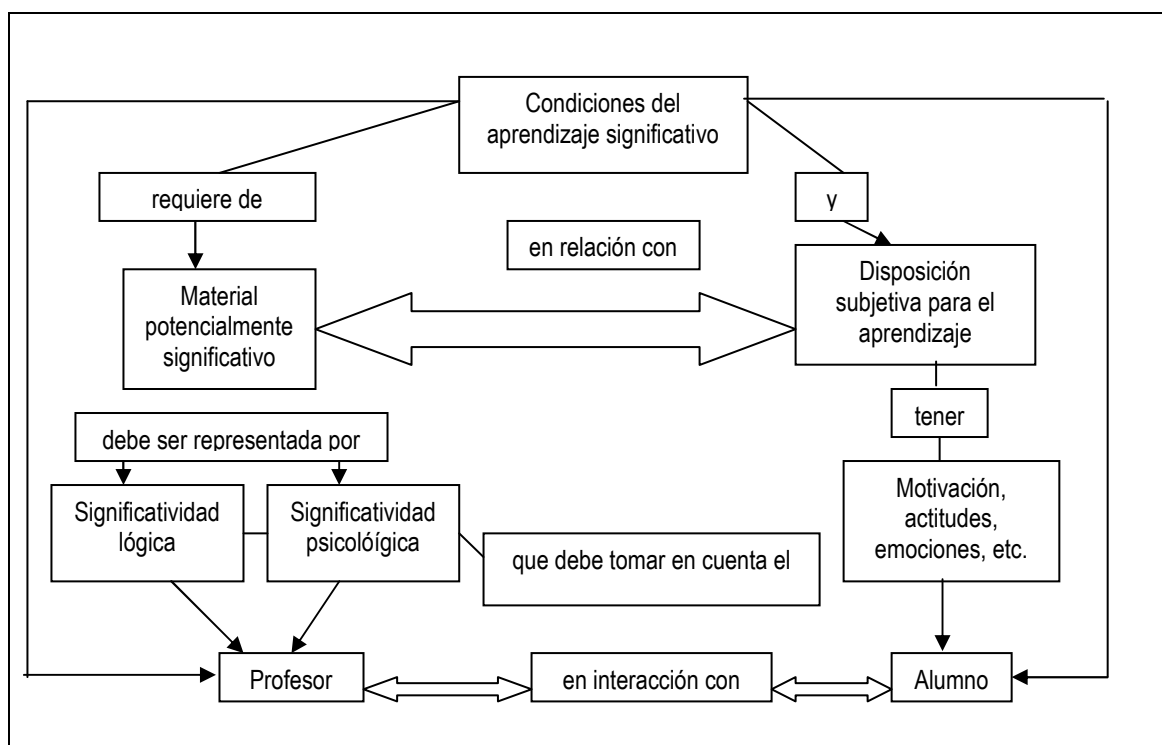 Condiciones del
aprendizaje significativo
requiere de
y
en relación con
Material
potencialmente
significativo
Disposición
subjetiva para el
aprendizaje
tener
debe ser representada por
Significatividad
lógica
Significatividad
psicolóígica
Motivación,
actitudes,
emociones, etc.
que debe tomar en cuenta el
Profesor
en interacción con
Alumno